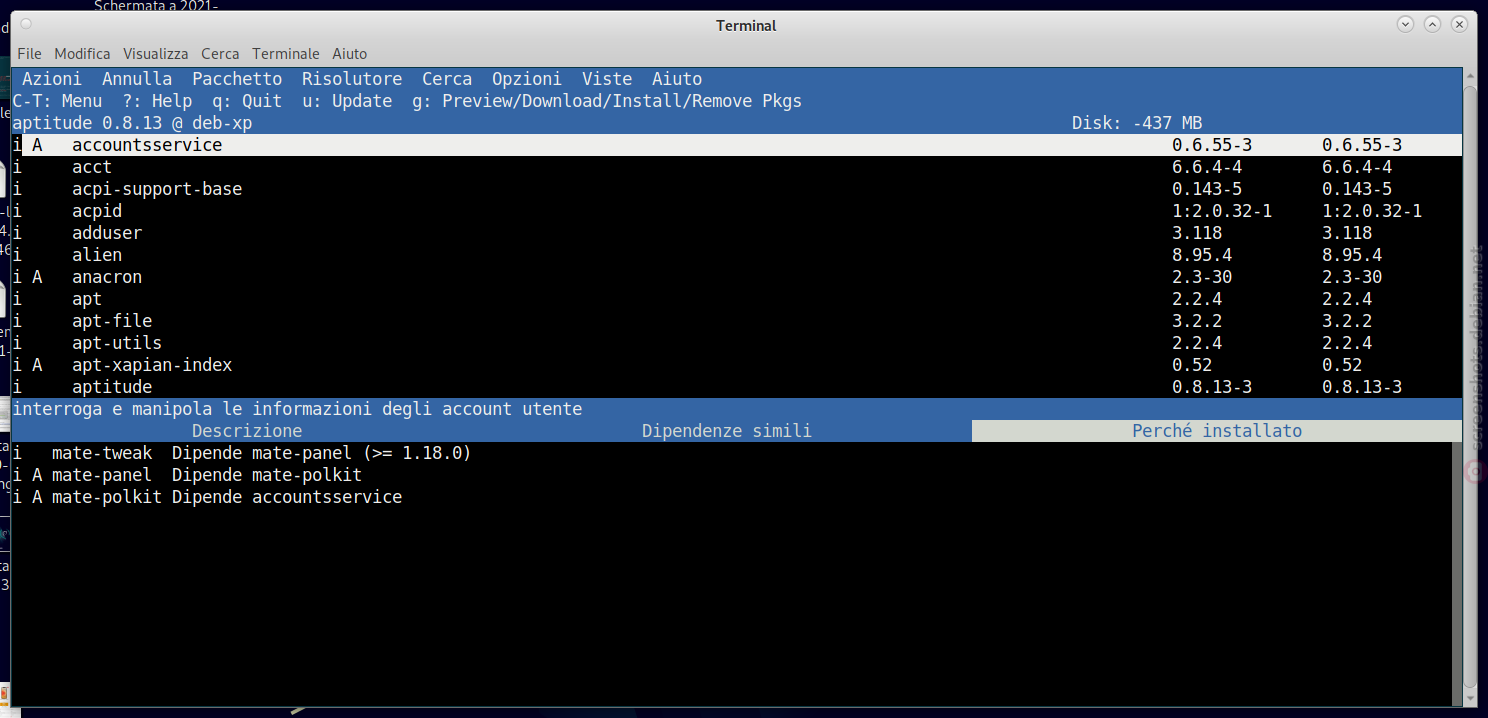 Schermata a 2021-
Terminal
File Modifica Visualizza Cerca Terminale Aiuto
Azioni Annulla Pacchetto Risolutore Cerca Opzioni Viste Aiuto
C-T: Menu ?: Help q: Quit u: Update g: Preview/Download/Install/Remove Pkgs
aptitude 0.8.13 @ deb-xp Disk: -437 MB
i A accountsservice 0.6.55-3 0.6.55-3
i acct 6.6.4-4 6.6.4-4
i acpi-support-base 0.143-5 0.143-5
i acpid 1:2.0.32-1 1:2.0.32-1
i adduser 3.118 3.118
i alien 8.95.4 8.95.4
i A anacron 2.3-30 2.3-30
i apt 2.2.4 2.2.4
i apt-file 3.2.2 3.2.2
i apt-utils 2.2.4 2.2.4
i A apt-xapian-index 0.52 0.52
i aptitude 0.8.13-3 0.8.13-3
interroga e manipola le informazioni degli account utente
Descrizione Dipendenze simili Perché installato
i mate-tweak Dipende mate-panel (>= 1.18.0)
i A mate-panel Dipende mate-polkit
i A mate-polkit Dipende accountsservice
screenshots.debian.net